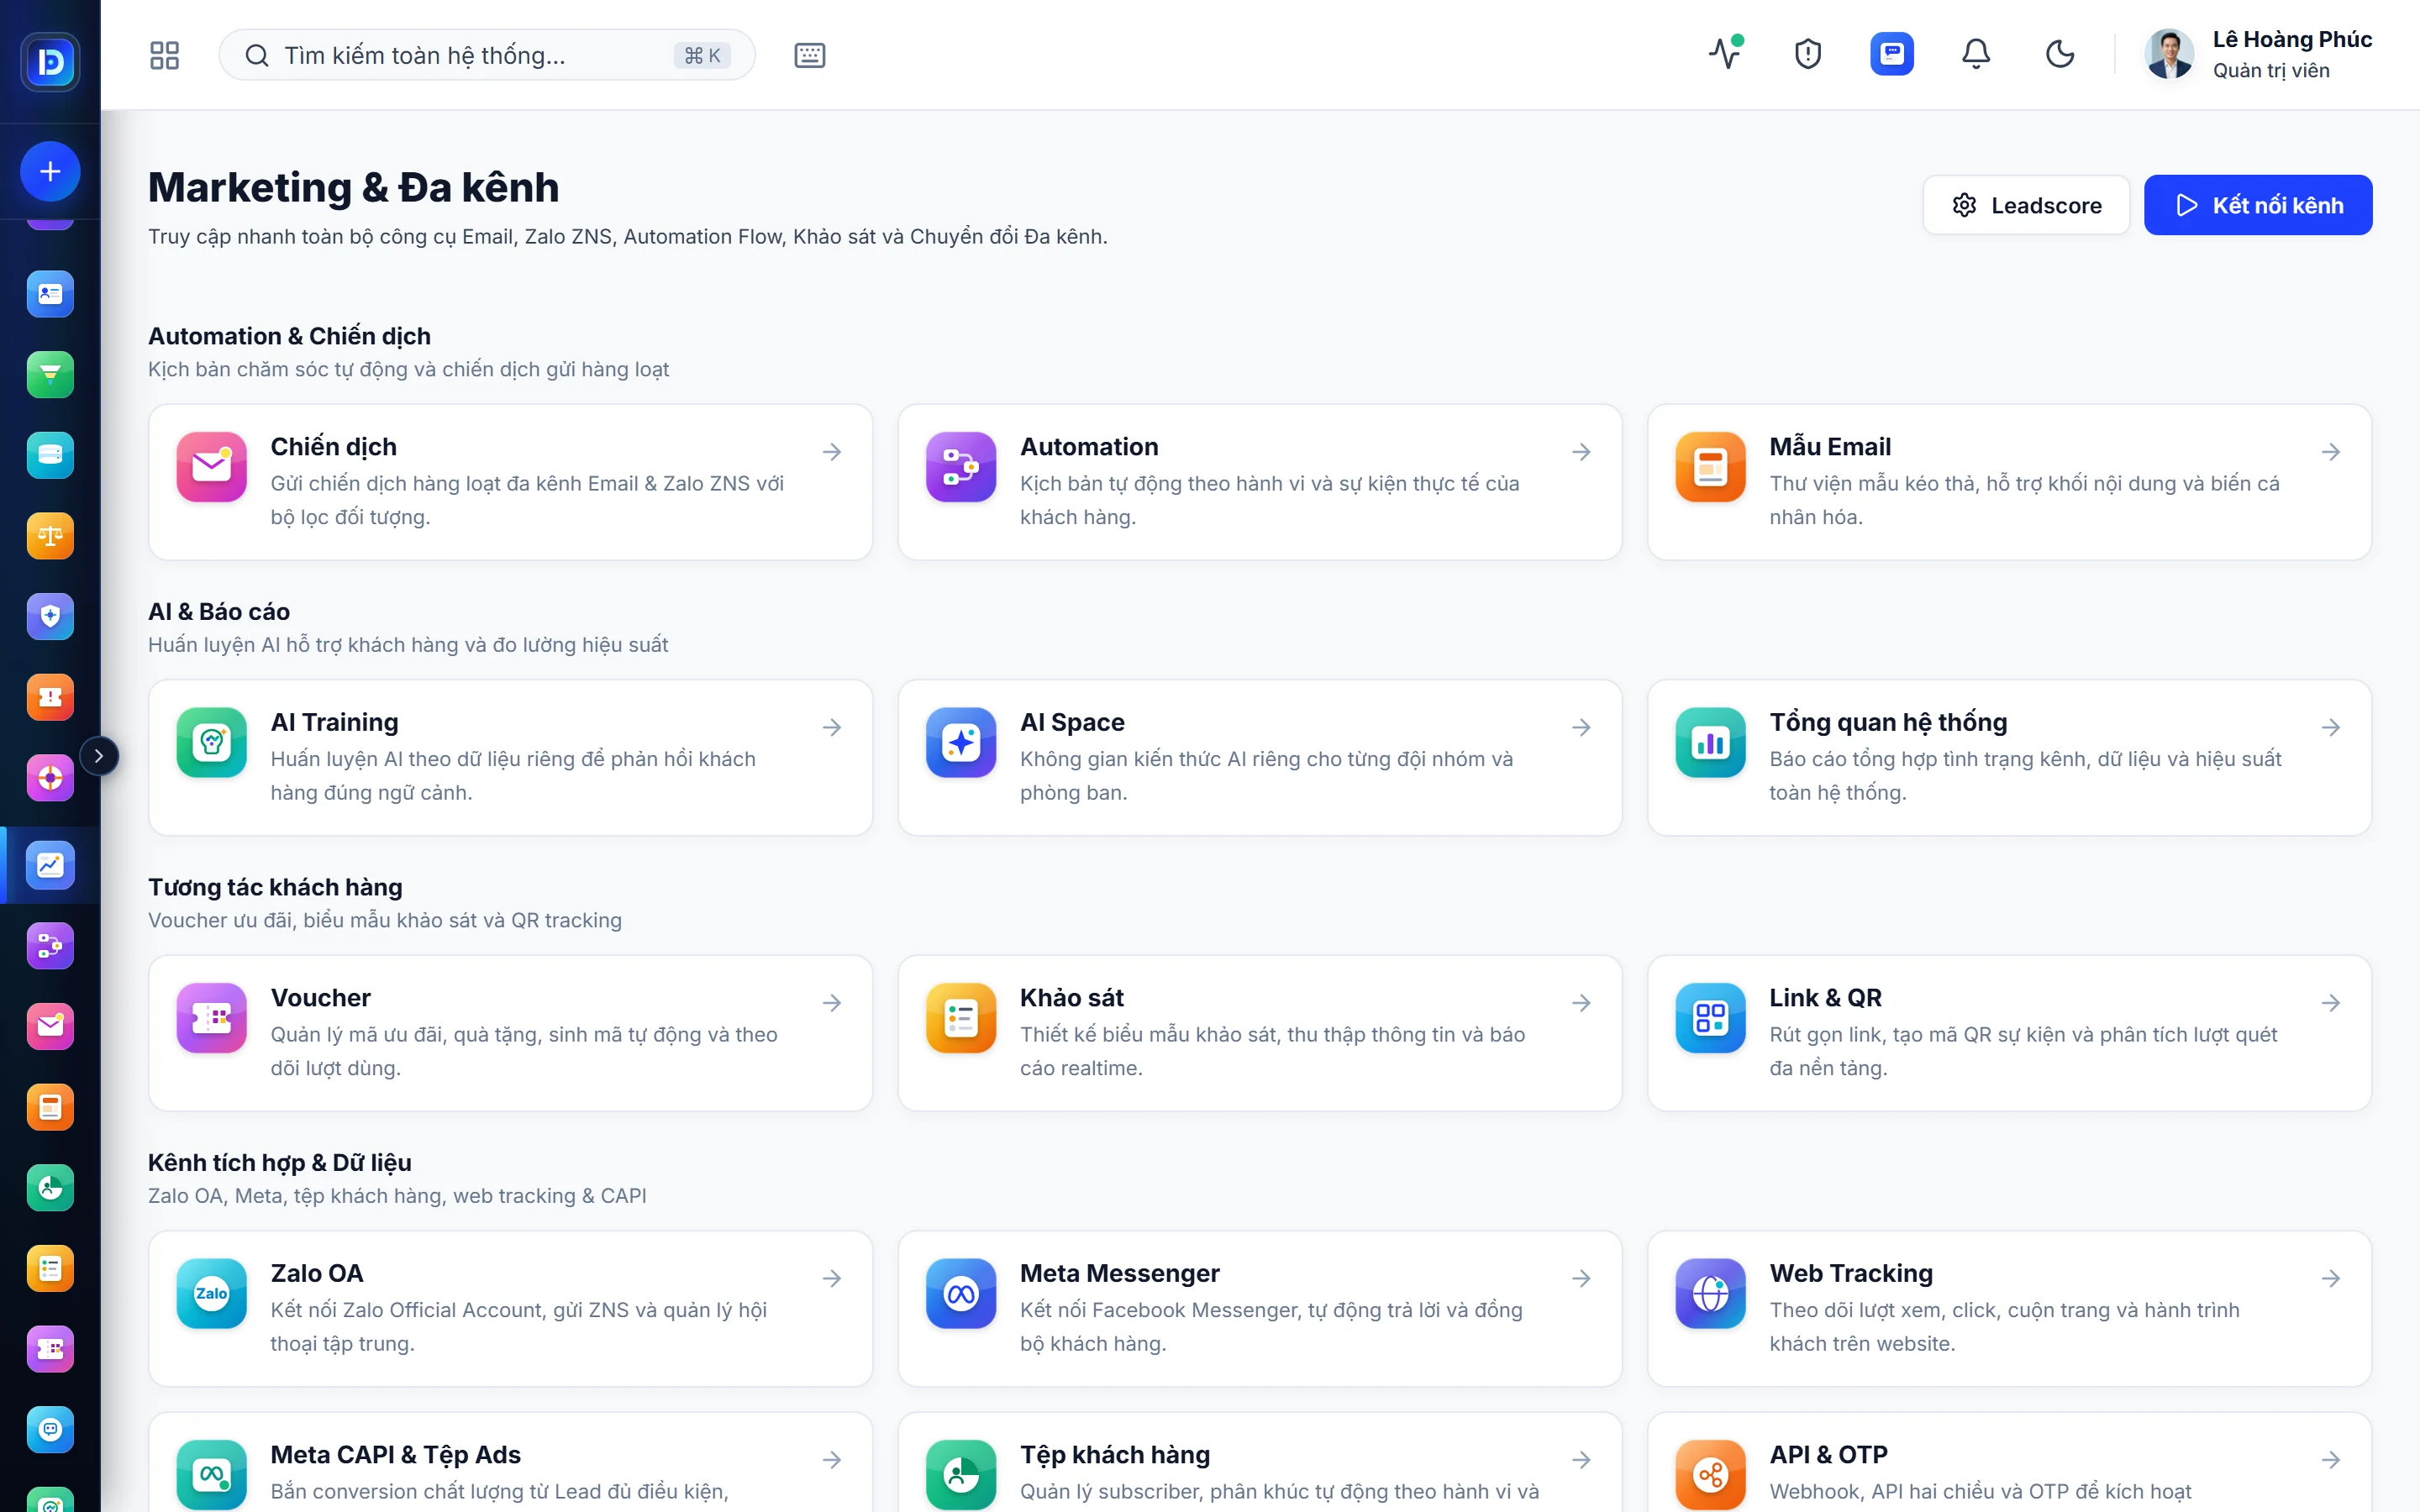 Tìm kiếm toàn hệ thống...
⌘ K
Lê Hoàng Phúc
Quản trị viên
Marketing & Đa kênh
Truy cập nhanh toàn bộ công cụ Email, Zalo ZNS, Automation Flow, Khảo sát và Chuyển đổi Đa kênh.
Leadscore
Kết nối kênh
Automation & Chiến dịch
Kịch bản chăm sóc tự động và chiến dịch gửi hàng loạt
Chiến dịch
Gửi chiến dịch hàng loạt đa kênh Email & Zalo ZNS với
bộ lọc đối tượng.
Automation
Kịch bản tự động theo hành vi và sự kiện thực tế của
khách hàng.
Mẫu Email
Thư viện mẫu kéo thả, hỗ trợ khối nội dung và biến cá
nhân hóa.
AI & Báo cáo
Huấn luyện AI hỗ trợ khách hàng và đo lường hiệu suất
AI Training
Huấn luyện AI theo dữ liệu riêng để phản hồi khách
hàng đúng ngữ cảnh.
AI Space
Không gian kiến thức AI riêng cho từng đội nhóm và
phòng ban.
Tổng quan hệ thống
Báo cáo tổng hợp tình trạng kênh, dữ liệu và hiệu suất
toàn hệ thống.
Tương tác khách hàng
Voucher ưu đãi, biểu mẫu khảo sát và QR tracking
Voucher
Quản lý mã ưu đãi, quà tặng, sinh mã tự động và theo
dõi lượt dùng.
Khảo sát
Thiết kế biểu mẫu khảo sát, thu thập thông tin và báo
cáo realtime.
Link & QR
Rút gọn link, tạo mã QR sự kiện và phân tích lượt quét
đa nền tảng.
Kênh tích hợp & Dữ liệu
Zalo OA, Meta, tệp khách hàng, web tracking & CAPI
Zalo
Zalo OA
Kết nối Zalo Official Account, gửi ZNS và quản lý hội
thoại tập trung.
Meta Messenger
Kết nối Facebook Messenger, tự động trả lời và đồng
bộ khách hàng.
Web Tracking
Theo dõi lượt xem, click, cuộn trang và hành trình
khách trên website.
Meta CAPI & Tệp Ads
Bắn conversion chất lượng từ Lead đủ điều kiện,
Tệp khách hàng
Quản lý subscriber, phân khúc tự động theo hành vi và
API & OTP
Webhook, API hai chiều và OTP để kích hoạt